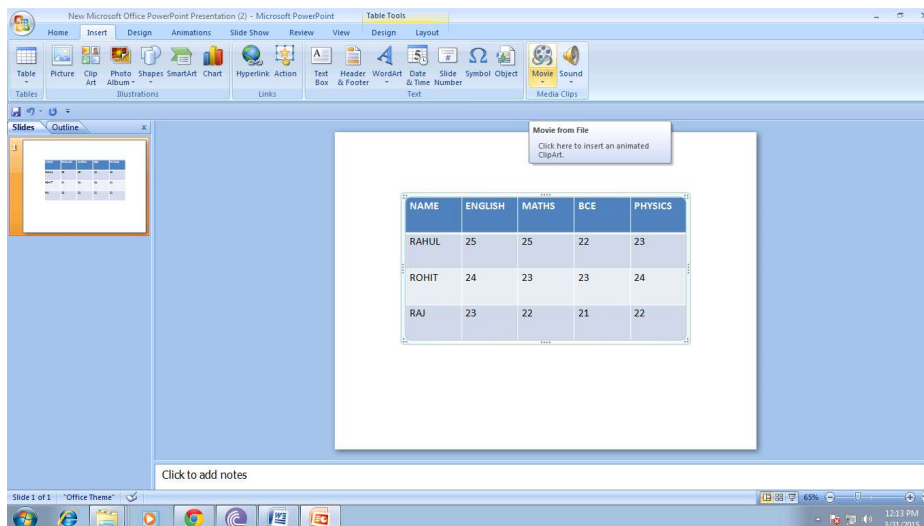 New Microsoft Office PowerPoint Presentation (2) - Microsoft PowerPoint
Table Tools
Home Insert Design Animations Slide Show Review View Design Layout
Table Picture Clip Art Photo Album Shapes SmartArt Chart Hyperlink Action Text Box Header & Footer WordArt Date & Time Slide Number Symbol Object Movie Sound
Tables Illustrations Links Text Media Clips
Slides Outline x
Movie from File
Click here to insert an animated
ClipArt.
1
NAME ENGLISH MATHS BCE PHYSICS
RAHUL 25 25 22 23
ROHIT 24 23 23 24
RAJ 23 22 21 22
Click to add notes
Slide 1 of 1 "Office Theme" 65%
12:13 PM